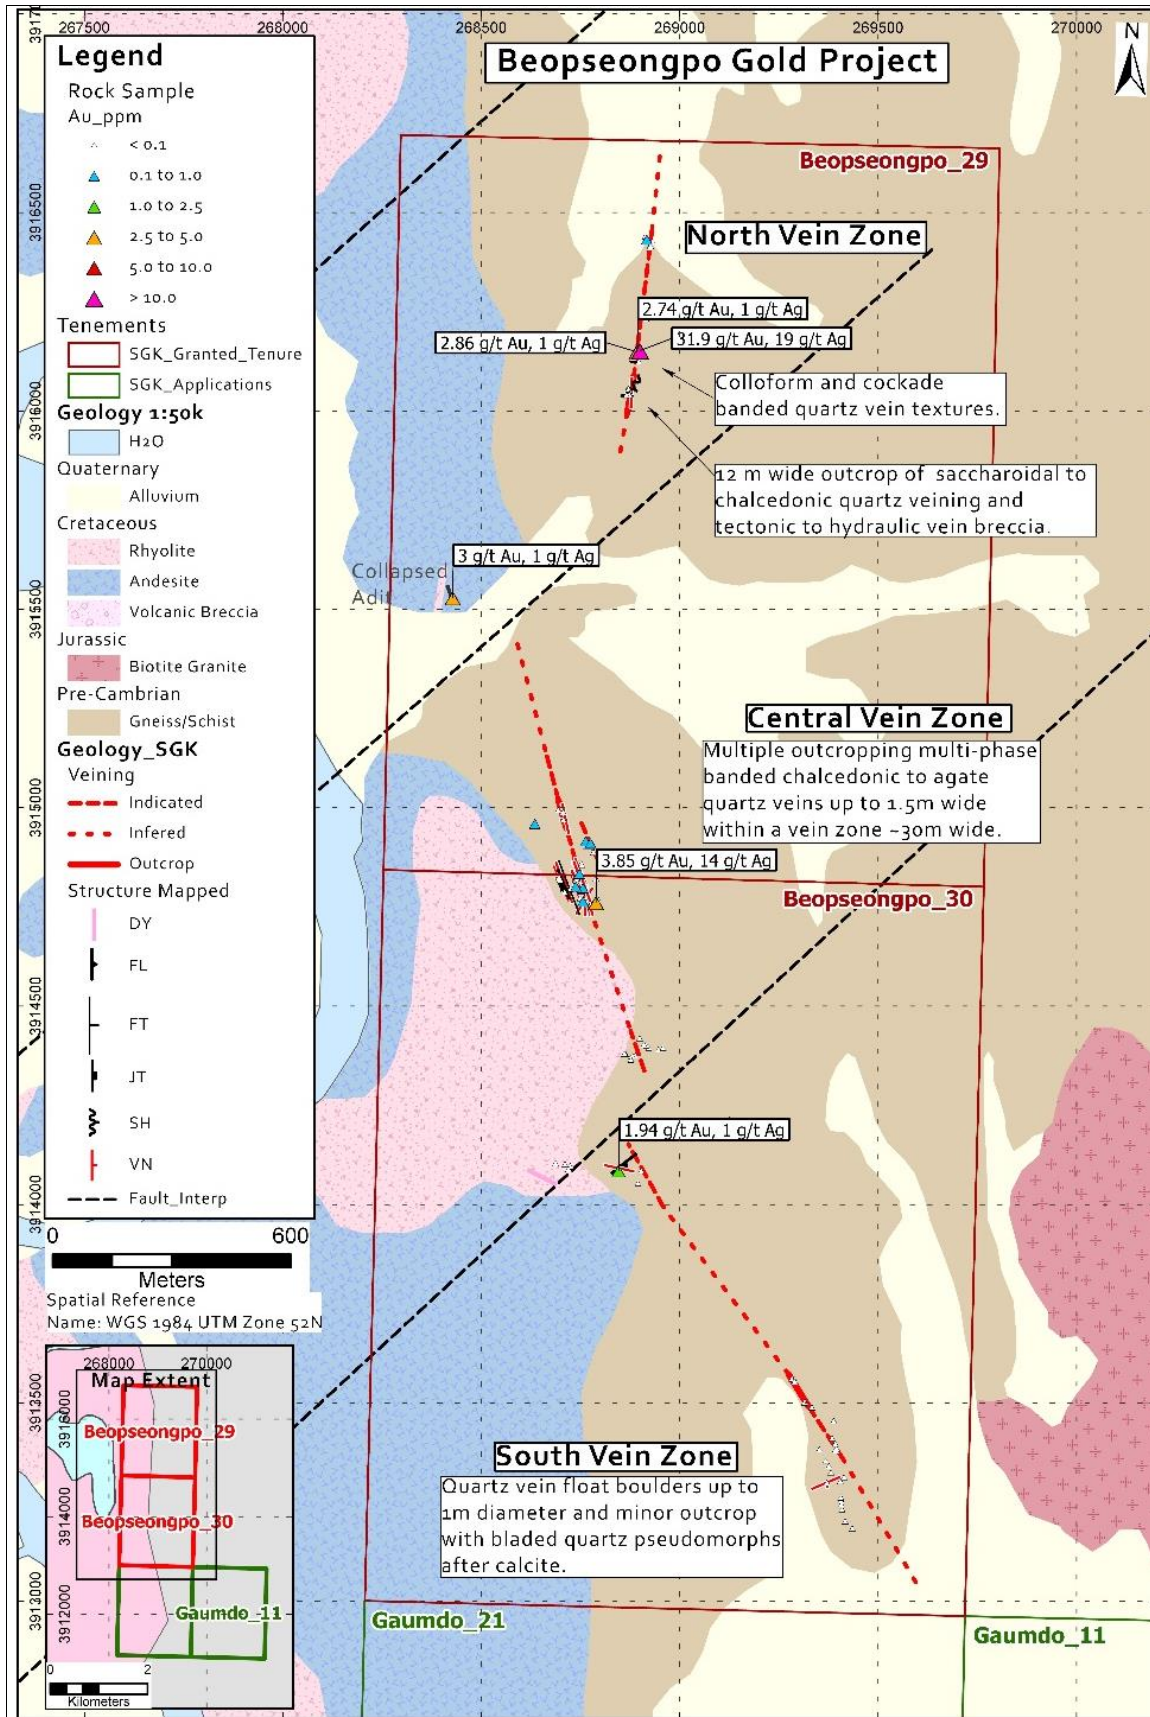 267500
268000
268500
269000
269500
270000
39170
3916500
3916000
3915500
3915000
3914500
3914000
3913500
3913000
N
Beopseongpo Gold Project
Legend
Rock Sample
Au_ppm
< 0.1
0.1 to 1.0
1.0 to 2.5
2.5 to 5.0
5.0 to 10.0
> 10.0
Tenements
SGK_Granted_Tenure
SGK_Applications
Geology 1:50k
H2O
Quaternary
Alluvium
Cretaceous
Rhyolite
Andesite
Volcanic Breccia
Jurassic
Biotite Granite
Pre-Cambrian
Gneiss/Schist
Geology_SGK
Veining
Indicated
Infered
Outcrop
Structure Mapped
DY
FL
FT
JT
SH
VN
Fault_Interp
0 600
Meters
Spatial Reference
Name: WGS 1984 UTM Zone 52N
268000 270000
Map Extent
3916000
3914000
3912000
Beopseongpo_29
Beopseongpo_30
Gaumdo_11
0 2
Kilometers
Beopseongpo_29
North Vein Zone
2.74 g/t Au, 1 g/t Ag
2.86 g/t Au, 1 g/t Ag
31.9 g/t Au, 19 g/t Ag
Colloform and cockade
banded quartz vein textures.
12 m wide outcrop of saccharoidal to
chalcedonic quartz veining and
tectonic to hydraulic vein breccia.
3 g/t Au, 1 g/t Ag
Collapsed
Adit
Central Vein Zone
Multiple outcropping multi-phase
banded chalcedonic to agate
quartz veins up to 1.5m wide
within a vein zone ~30m wide.
3.85 g/t Au, 14 g/t Ag
Beopseongpo_30
1.94 g/t Au, 1 g/t Ag
South Vein Zone
Quartz vein float boulders up to
1m diameter and minor outcrop
with bladed quartz pseudomorphs
after calcite.
Gaumdo_21
Gaumdo_11